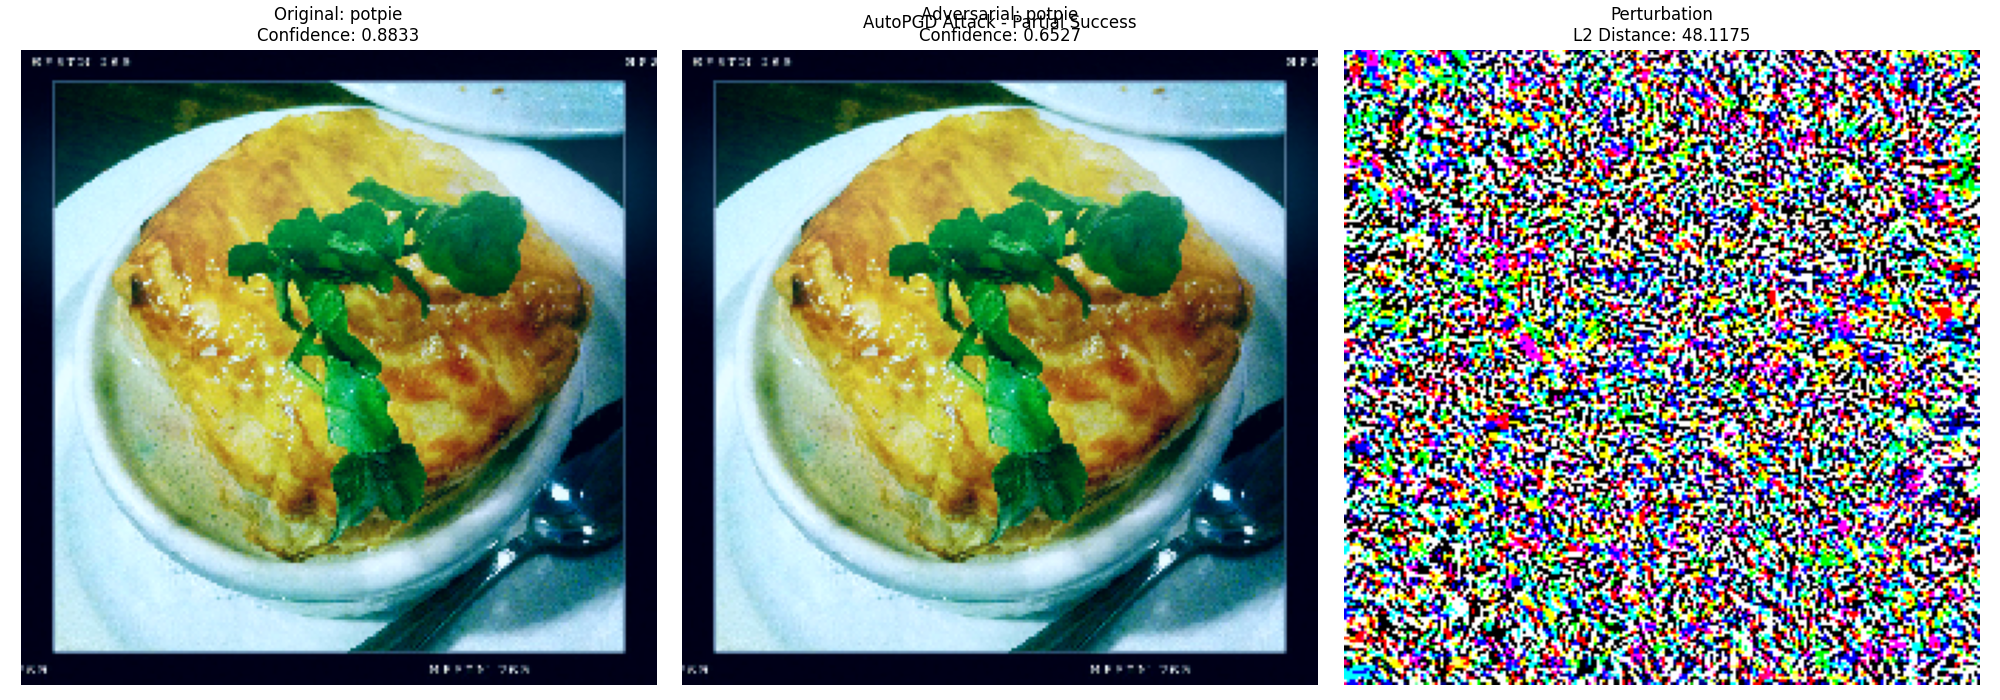 Original: potpie
Confidence: 0.8833
Adversarial: potpie
AutoPGD Attack - Partial Success
Confidence: 0.6527
Perturbation
L2 Distance: 48.1175